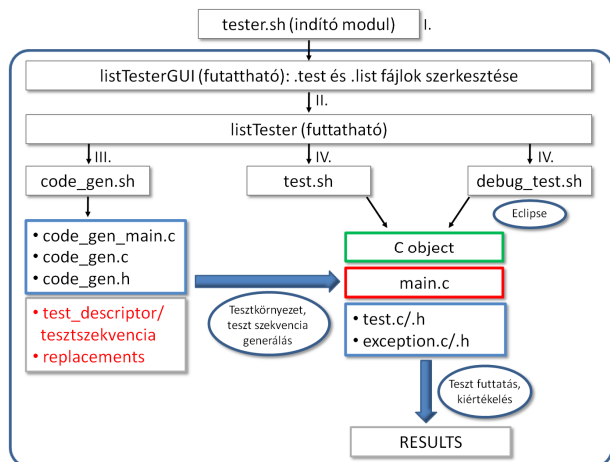 tester.sh (indító modul)
I.
listTesterGUI (futattható): .test és .list fájlok szerkesztése
II.
listTester (futtatható)
III.
IV.
IV.
code_gen.sh
test.sh
debug_test.sh
Eclipse
• code_gen_main.c
• code_gen.c
• code_gen.h
C object
main.c
• test_descriptor/
tesztszekvencia
• replacements
Tesztkörnyezet,
teszt szekvencia
generálás
• test.c/.h
• exception.c/.h
Teszt futtatás,
kiértékelés
RESULTS